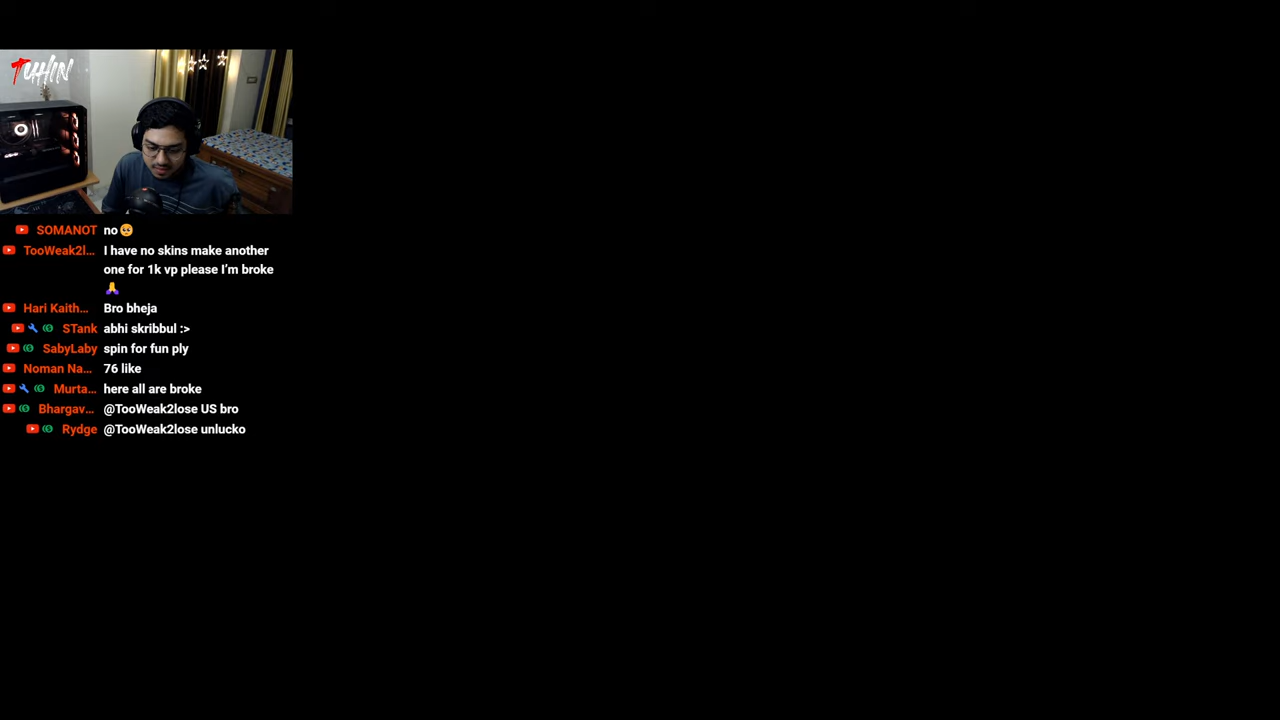 TUHIN
SOMANOT no🥺
TooWeak2l... I have no skins make another
one for 1k vp please I'm broke
🙏
Hari Kaith... Bro bheja
STank abhi skribbul :>
SabyLaby spin for fun ply
Noman Na... 76 like
Murta... here all are broke
Bhargav... @TooWeak2lose US bro
Rydge @TooWeak2lose unlucko